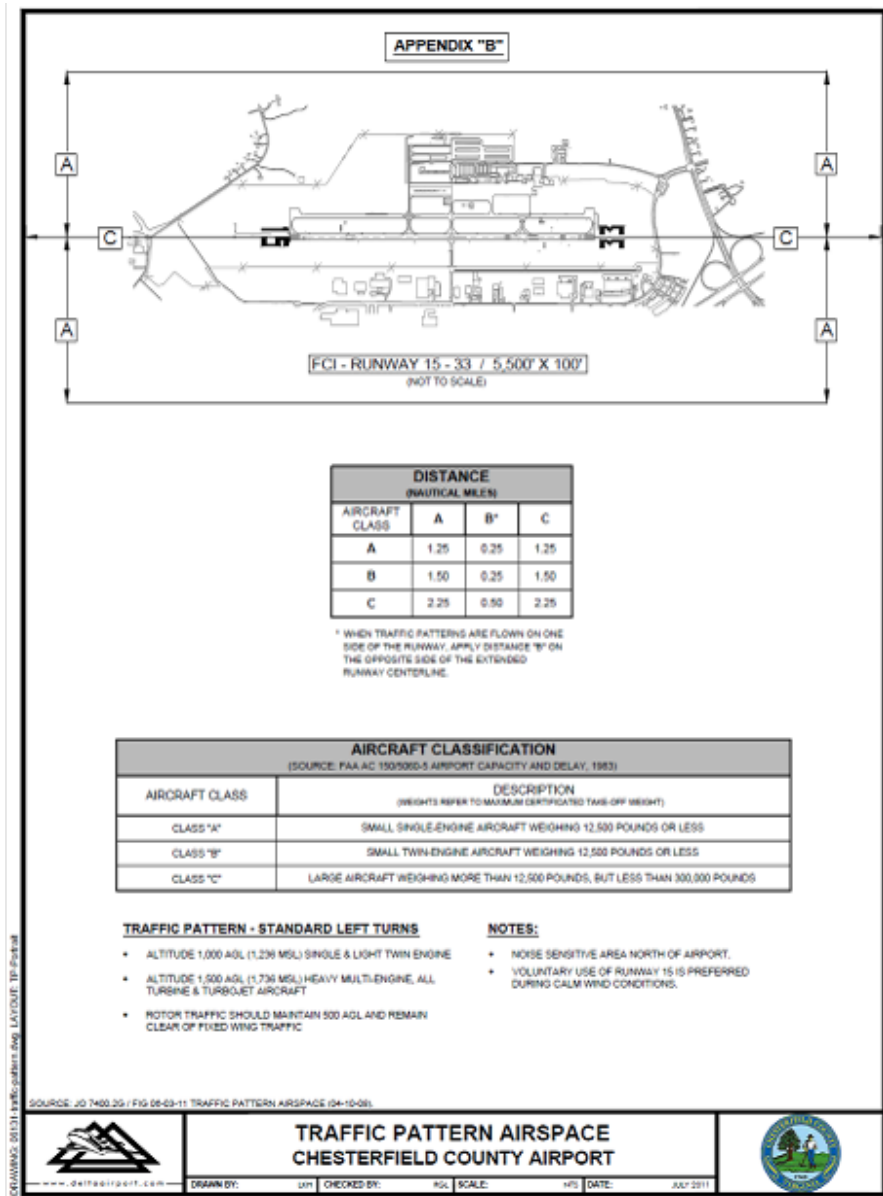 APPENDIX "B"
A
A
C
C
A
A
FCI - RUNWAY 15 - 33 / 5,500' X 100'
(NOT TO SCALE)
DISTANCE
(NAUTICAL MILES)
AIRCRAFT CLASS A B* C
A 1.25 0.25 1.25
B 1.50 0.25 1.50
C 2.25 0.50 2.25
* WHEN TRAFFIC PATTERNS ARE FLOWN ON ONE
SIDE OF THE RUNWAY, APPLY DISTANCE "B" ON
THE OPPOSITE SIDE OF THE EXTENDED
RUNWAY CENTERLINE.
AIRCRAFT CLASSIFICATION
(SOURCE: FAA AC 150/5060-5 AIRPORT CAPACITY AND DELAY, 1983)
AIRCRAFT CLASS DESCRIPTION
(WEIGHTS REFER TO MAXIMUM CERTIFICATED TAKE-OFF WEIGHT)
CLASS "A" SMALL SINGLE-ENGINE AIRCRAFT WEIGHING 12,500 POUNDS OR LESS
CLASS "B" SMALL TWIN-ENGINE AIRCRAFT WEIGHING 12,500 POUNDS OR LESS
CLASS "C" LARGE AIRCRAFT WEIGHING MORE THAN 12,500 POUNDS, BUT LESS THAN 300,000 POUNDS
TRAFFIC PATTERN - STANDARD LEFT TURNS
• ALTITUDE 1,000 AGL (1,236 MSL) SINGLE & LIGHT TWIN ENGINE
• ALTITUDE 1,500 AGL (1,736 MSL) HEAVY MULTI-ENGINE, ALL
TURBINE & TURBOJET AIRCRAFT
• ROTOR TRAFFIC SHOULD MAINTAIN 500 AGL AND REMAIN
CLEAR OF FIXED WING TRAFFIC
NOTES:
• NOISE SENSITIVE AREA NORTH OF AIRPORT.
• VOLUNTARY USE OF RUNWAY 15 IS PREFERRED
DURING CALM WIND CONDITIONS.
LAYOUT: TP-Portrait
SOURCE: JO 7400.2G / FIG 06-03-11 TRAFFIC PATTERN AIRSPACE (04-10-08).
www.deltaairport.com
TRAFFIC PATTERN AIRSPACE
CHESTERFIELD COUNTY AIRPORT
DRAWN BY: CHECKED BY: SCALE: NTS DATE: JULY 2011
CHESTERFIELD COUNTY
VIRGINIA